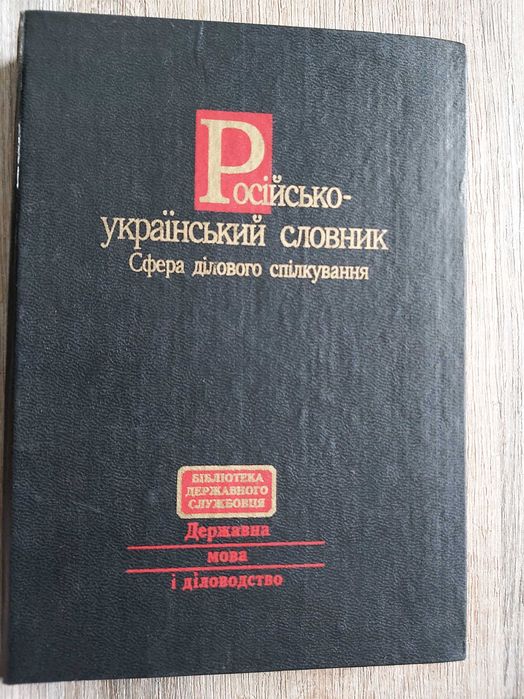 Російсько-
український словник
Сфера ділового спілкування
БІБЛІОТЕКА
ДЕРЖАВНОГО
СЛУЖБОВЦЯ
Державна
мова
і діловодство